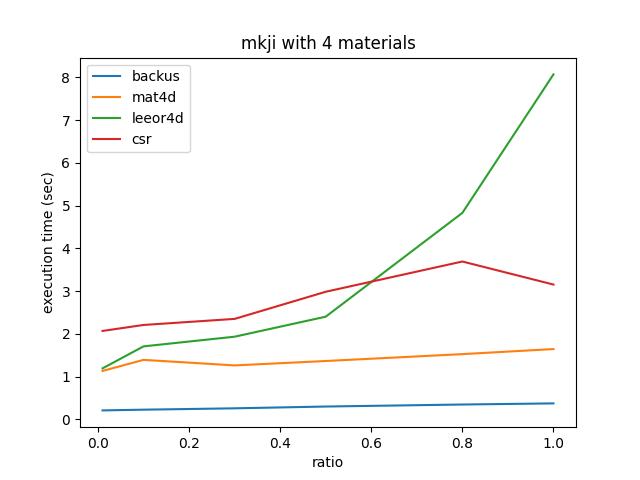 mkji with 4 materials
backus
mat4d
leeor4d
csr
execution time (sec)
8
7
6
5
4
3
2
1
0
0.0 0.2 0.4 0.6 0.8 1.0
ratio